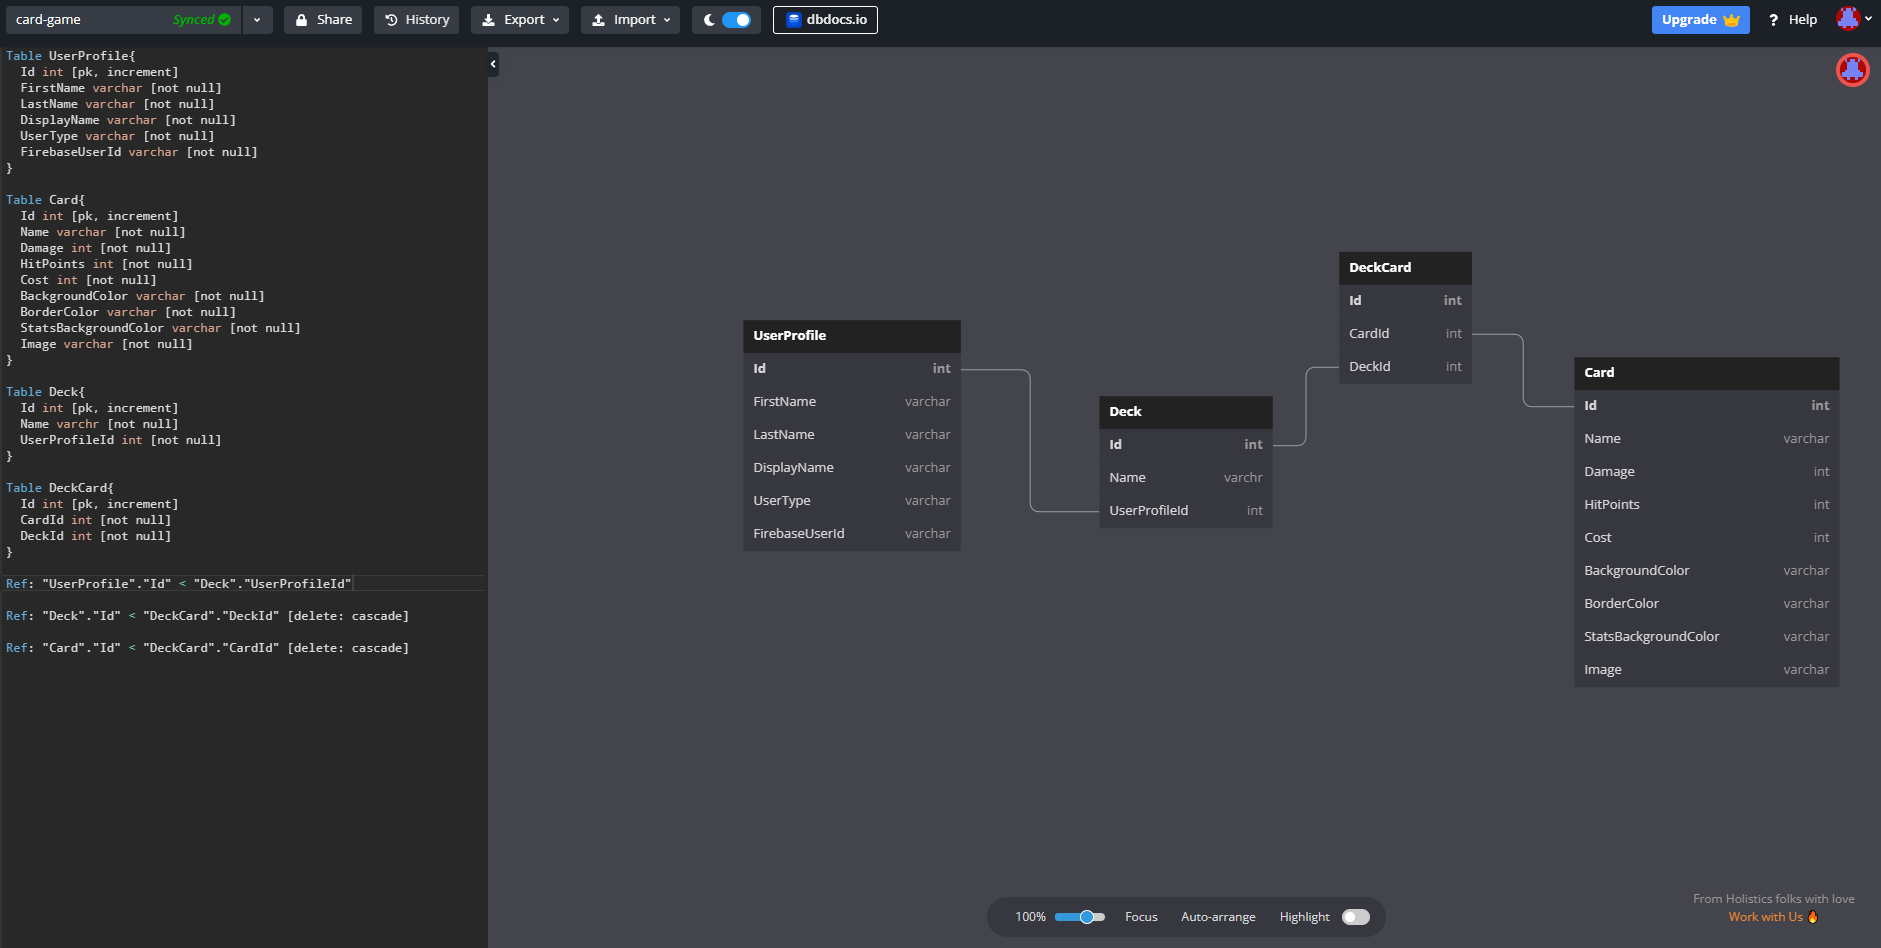 card-game Synced
Share
History
Export
Import
dbdocs.io
Upgrade
? Help
Table UserProfile{
Id int [pk, increment]
FirstName varchar [not null]
LastName varchar [not null]
DisplayName varchar [not null]
UserType varchar [not null]
FirebaseUserId varchar [not null]
}
Table Card{
Id int [pk, increment]
Name varchar [not null]
Damage int [not null]
HitPoints int [not null]
Cost int [not null]
BackgroundColor varchar [not null]
BorderColor varchar [not null]
StatsBackgroundColor varchar [not null]
Image varchar [not null]
}
Table Deck{
Id int [pk, increment]
Name varchr [not null]
UserProfileId int [not null]
}
Table DeckCard{
Id int [pk, increment]
CardId int [not null]
DeckId int [not null]
}
Ref: "UserProfile"."Id" < "Deck"."UserProfileId"
Ref: "Deck"."Id" < "DeckCard"."DeckId" [delete: cascade]
Ref: "Card"."Id" < "DeckCard"."CardId" [delete: cascade]
UserProfile
Id int
FirstName varchar
LastName varchar
DisplayName varchar
UserType varchar
FirebaseUserId varchar
Deck
Id int
Name varchr
UserProfileId int
DeckCard
Id int
CardId int
DeckId int
Card
Id int
Name varchar
Damage int
HitPoints int
Cost int
BackgroundColor varchar
BorderColor varchar
StatsBackgroundColor varchar
Image varchar
100% Focus Auto-arrange Highlight
From Holistics folks with love
Work with Us